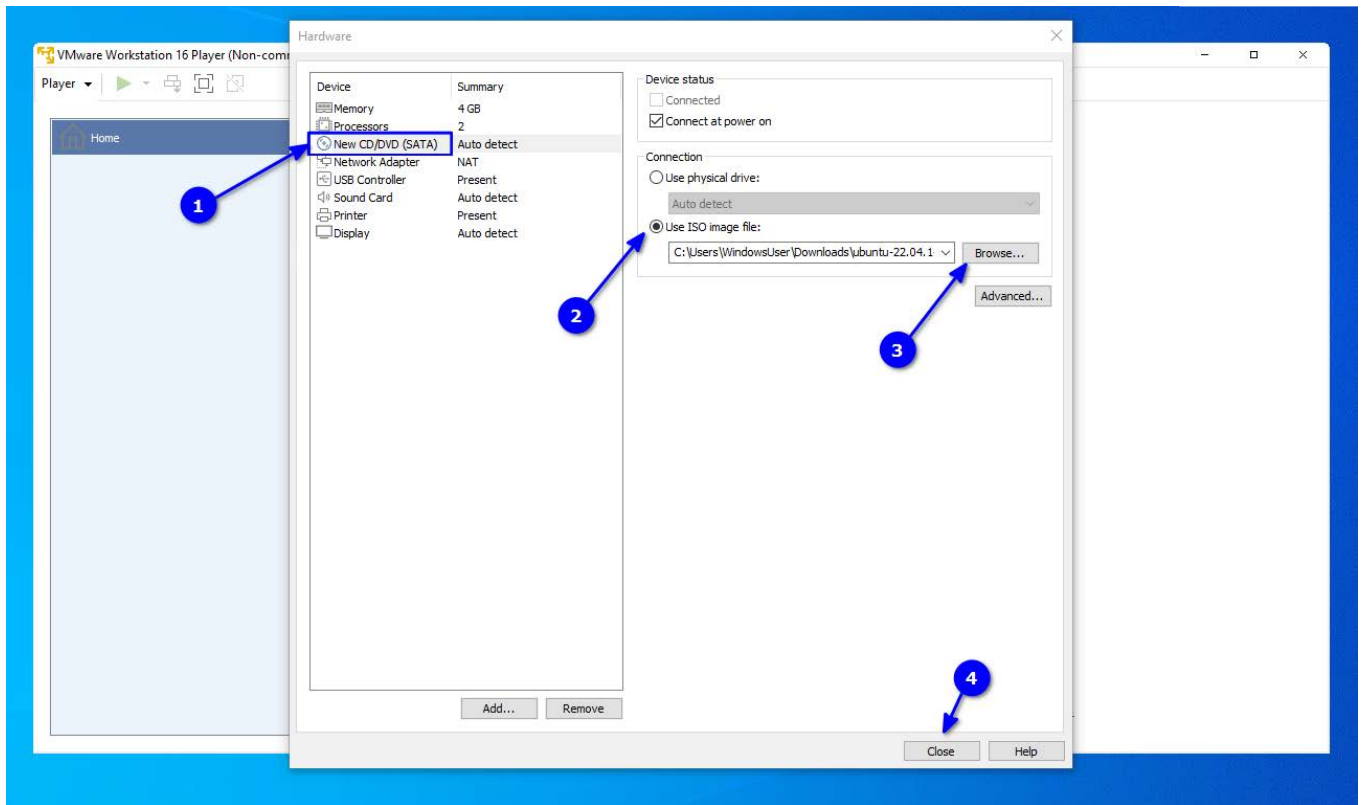 Hardware
VMware Workstation 16 Player (Non-comm
Player
Home
Device Summary
Memory 4 GB
Processors 2
New CD/DVD (SATA) Auto detect
Network Adapter NAT
USB Controller Present
Sound Card Auto detect
Printer Present
Display Auto detect
Add... Remove
Device status
Connected
Connect at power on
Connection
Use physical drive:
Auto detect
Use ISO image file:
C:\Users\WindowsUser\Downloads\ubuntu-22.04.1 Browse...
Advanced...
1
2
3
4
Close Help